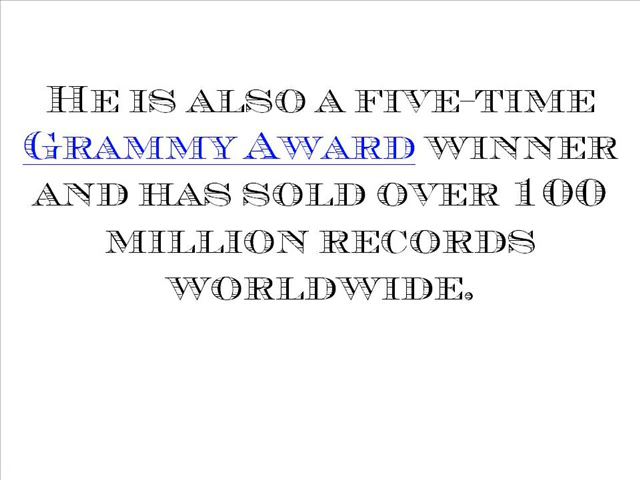 He is also a five-time
Grammy Award winner
and has sold over 100
million records
worldwide.